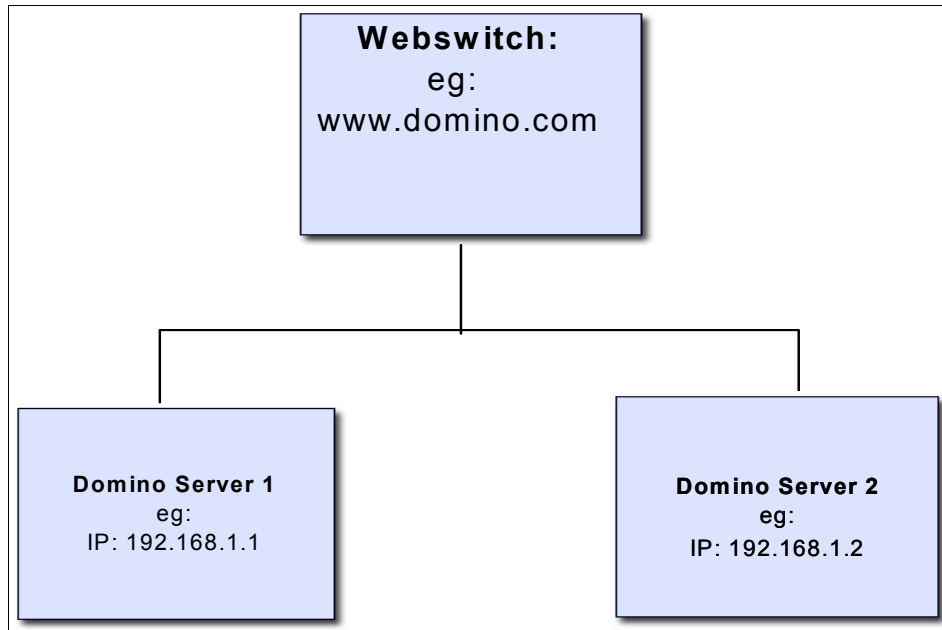 Webswitch:
eg:
www.domino.com
Domino Server 1
eg:
IP: 192.168.1.1
Domino Server 2
eg:
IP: 192.168.1.2